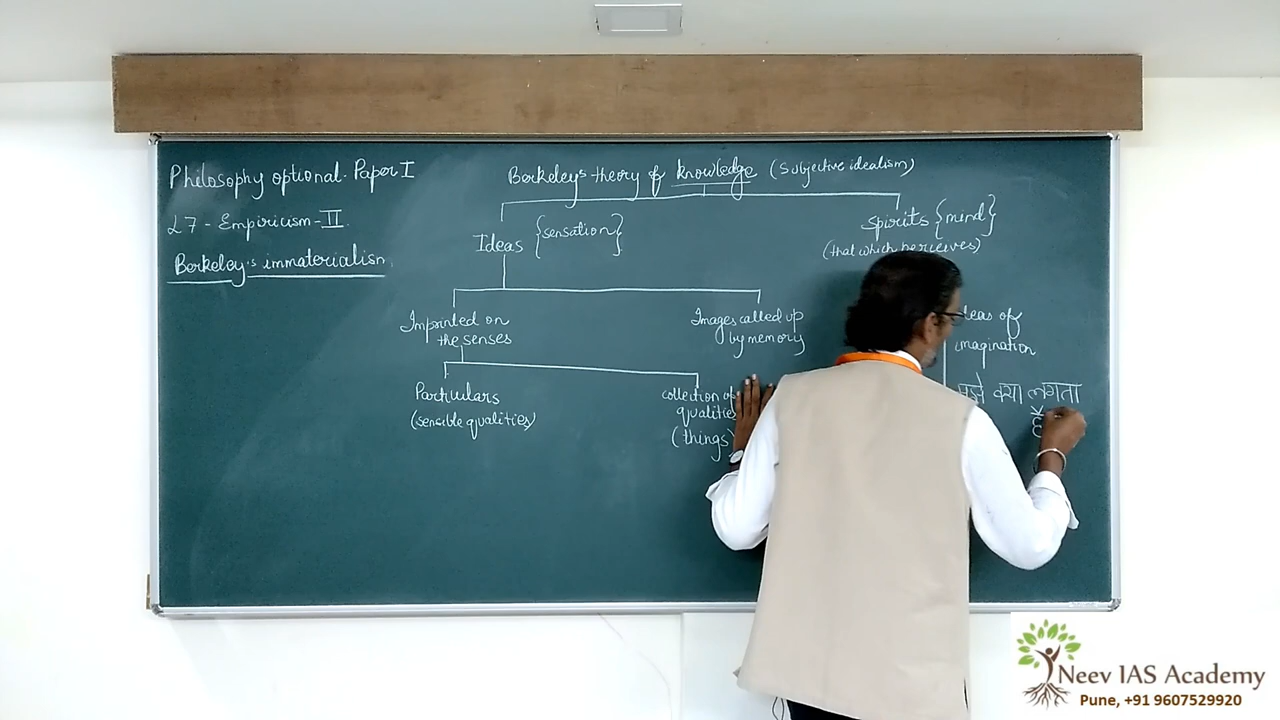 Philosophy optional - Paper I
L7 - Empiricism - II
Berkeley's immaterialism
Berkeley's theory of knowledge (Subjective idealism)
Ideas {sensation}
Spirits {mind}
(that which perceives)
Imprinted on
the senses
Images called up
by memory
of
imagination
Particulars
(sensible qualities)
collection of
qualities
(things)
क्या लगता
Neev IAS Academy
Pune, +91 9607529920